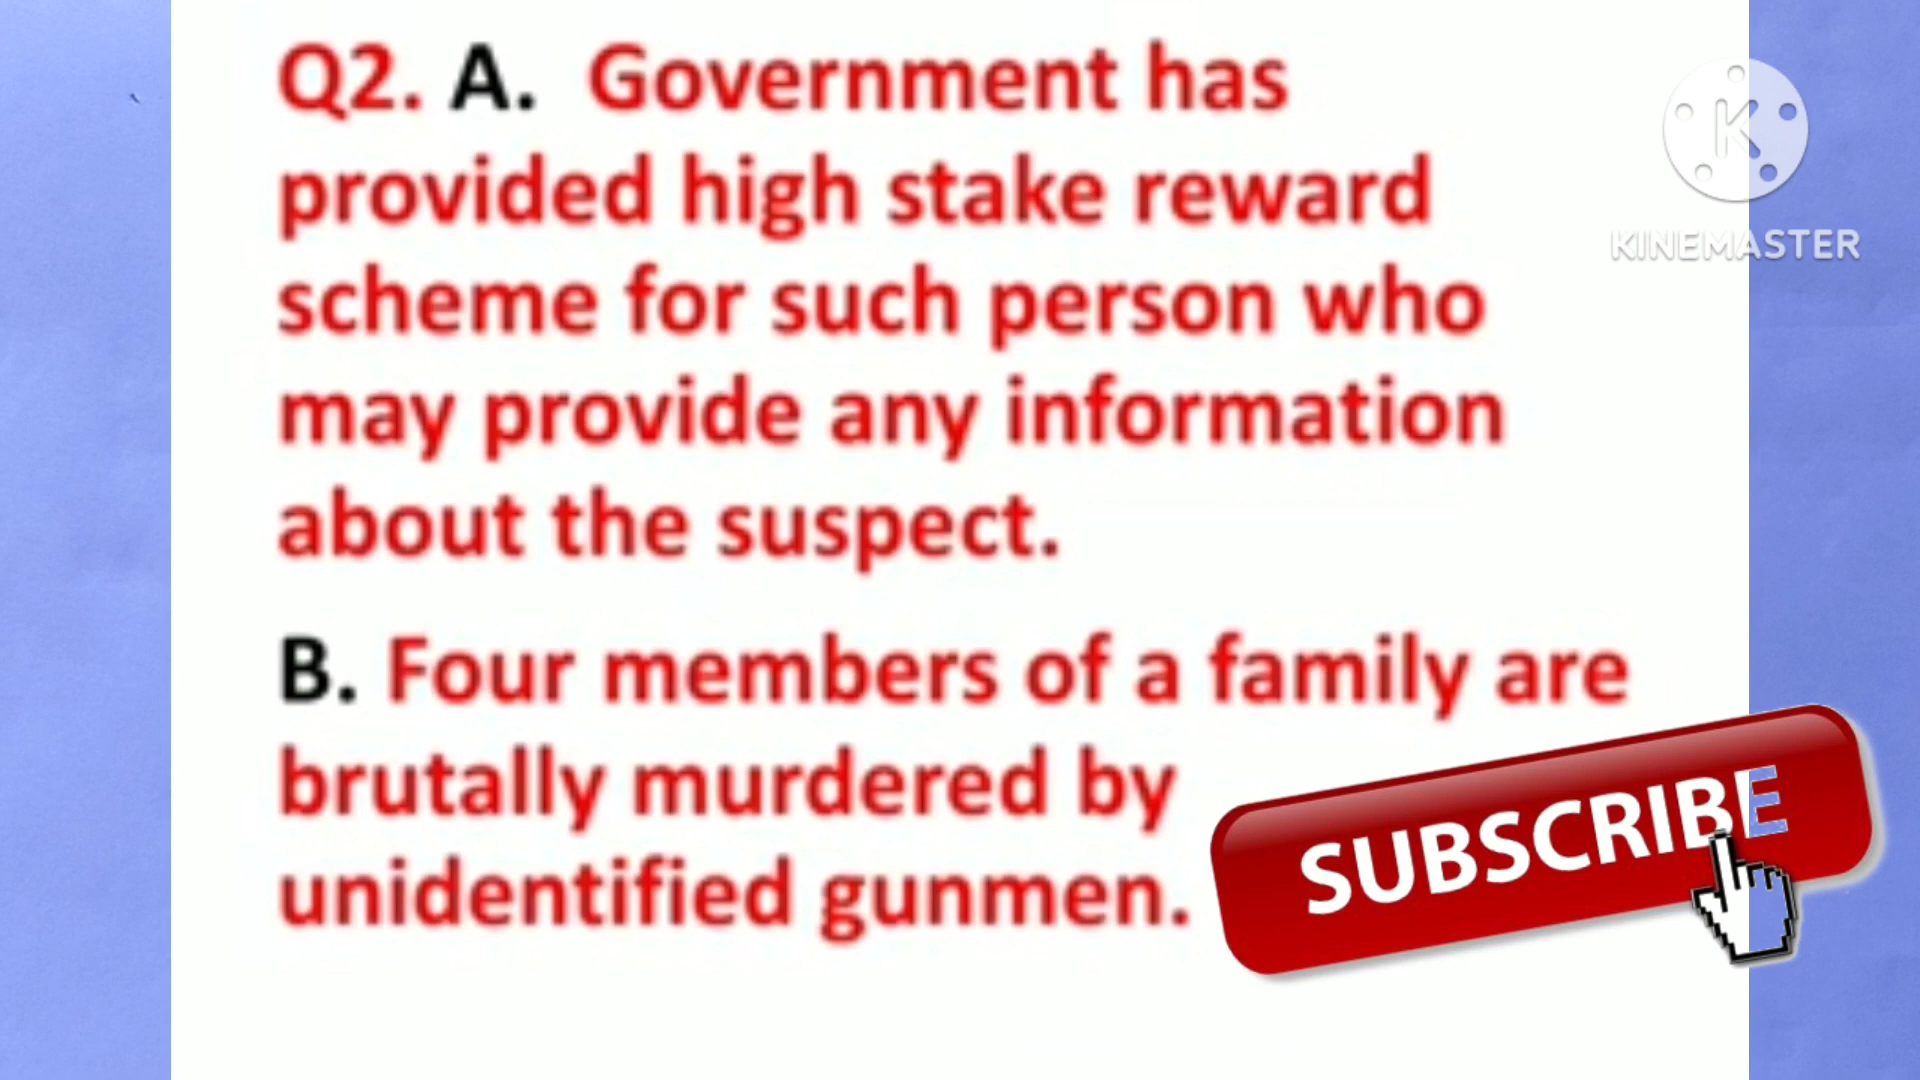 Q2. A. Government has
provided high stake reward
scheme for such person who
may provide any information
about the suspect.
B. Four members of a family are
brutally murdered by
unidentified gunmen.
KINEMASTER
SUBSCRIBE